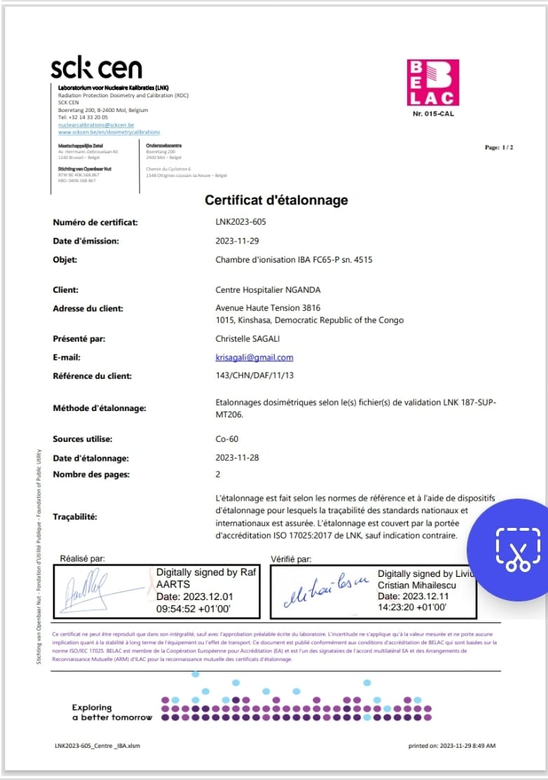 sck cen
Laboratorium voor Nucleaire Kalibraties (LNK)
Radiation Protection Dosimetry and Calibration (RDC)
SCK CEN
Boeretang 200, B-2400 Mol, Belgium
Tel: +32 14 33 20 05
nuclearcalibrations@sckcen.be
www.sckcen.be/en/dosimetrycalibrations
BE
LAC
Nr. 015-CAL
Maatschappelijke Zetel
Av. Herrmann-Debrouxlaan 40
1160 Brussel – België
Stichting van Openbaar Nut
Onderzoekscentra
Boeretang 200
2400 Mol – België
Chemin du Cyclotron 6
Page: 1 / 2
Certificat d'étalonnage
Numéro de certificat: LNK2023-605
Date d'émission: 2023-11-29
Objet: Chambre d'ionisation IBA FC65-P sn. 4515
Client: Centre Hospitalier NGANDA
Adresse du client: Avenue Haute Tension 3816
1015, Kinshasa, Democratic Republic of the Congo
Présenté par: Christelle SAGALI
E-mail: krisagali@gmail.com
Référence du client: 143/CHN/DAF/11/13
Méthode d'étalonnage: Etalonnages dosimétriques selon le(s) fichier(s) de validation LNK 187-SUP-
MT206.
Sources utilise: Co-60
Date d'étalonnage: 2023-11-28
Nombre des pages: 2
Traçabilité: L'étalonnage est fait selon les normes de référence et à l'aide de dispositifs
d'étalonnage pour lesquels la traçabilité des standards nationaux et
internationaux est assurée. L'étalonnage est couvert par la portée
d'accréditation ISO 17025:2017 de LNK, sauf indication contraire.
Réalisé par:
Digitally signed by Raf
AARTS
Date: 2023.12.01
09:54:52 +01'00'
Vérifié par:
Mihailescu
Digitally signed by Liviu
Cristian Mihailescu
Date: 2023.12.11
14:23:20 +01'00'
Stichting van Openbaar Nut - Fondation d'Utilité Publique - Foundation of Public Utility
Ce certificat ne peut être reproduit que dans son intégralité, sauf avec l'approbation préalable écrite du laboratoire. L'incertitude ne s'applique qu'à la valeur mesurée et ne porte aucune
implication quant à la stabilité à long terme de l'équipement ou l'effet de transport. Ce document est publié conformément aux conditions d'accréditation de BELAC qui sont basées sur la
norme ISO/IEC 17025. BELAC est membre de la Coopération Européenne pour Accréditation (EA) et est l'un des signataires de l'accord multilatéral EA et des Arrangements de
Reconnaissance Mutuelle (ARM) d'ILAC pour la reconnaissance mutuelle des certificats d'étalonnage.
Exploring
a better tomorrow
LNK2023-605_Centre _IBA.xlsm
printed on: 2023-11-29 8:49 AM